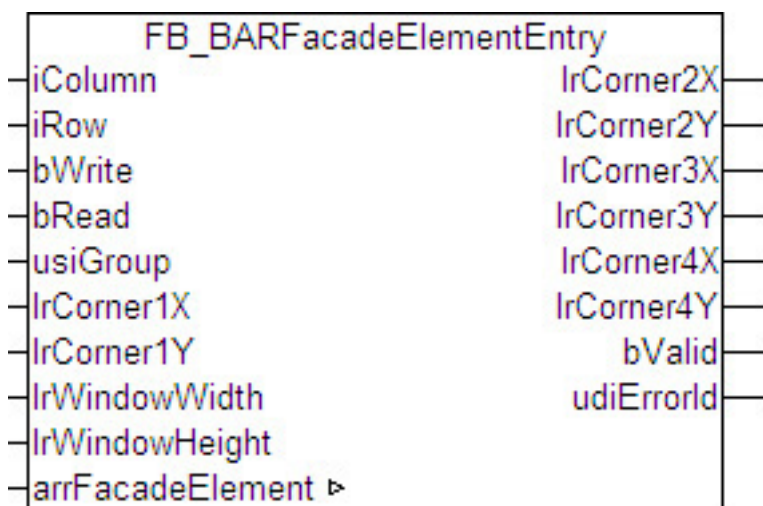 FB_BARFacadeElementEntry
iColumn lrCorner2X
iRow lrCorner2Y
bWrite lrCorner3X
bRead lrCorner3Y
usiGroup lrCorner4X
lrCorner1X lrCorner4Y
lrCorner1Y bValid
lrWindowWidth udiErrorId
lrWindowHeight
arrFacadeElement ▹